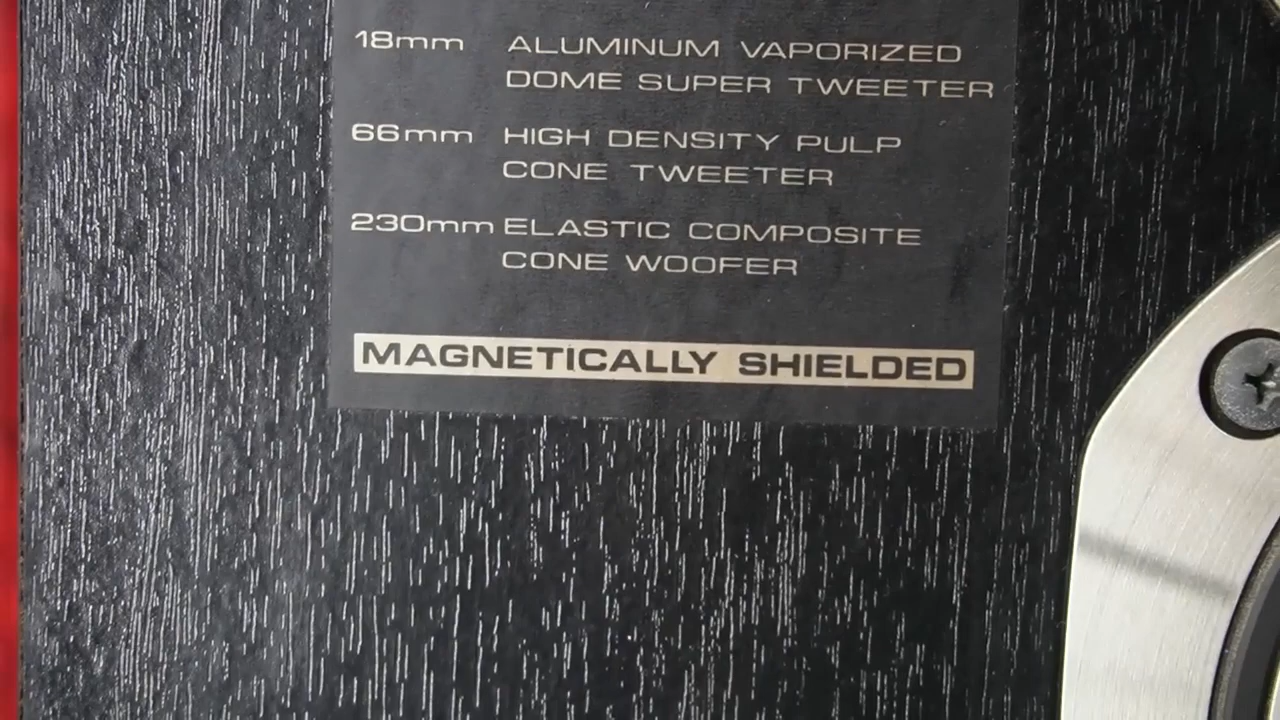 18mm ALUMINUM VAPORIZED
DOME SUPER TWEETER
66mm HIGH DENSITY PULP
CONE TWEETER
230mm ELASTIC COMPOSITE
CONE WOOFER
MAGNETICALLY SHIELDED